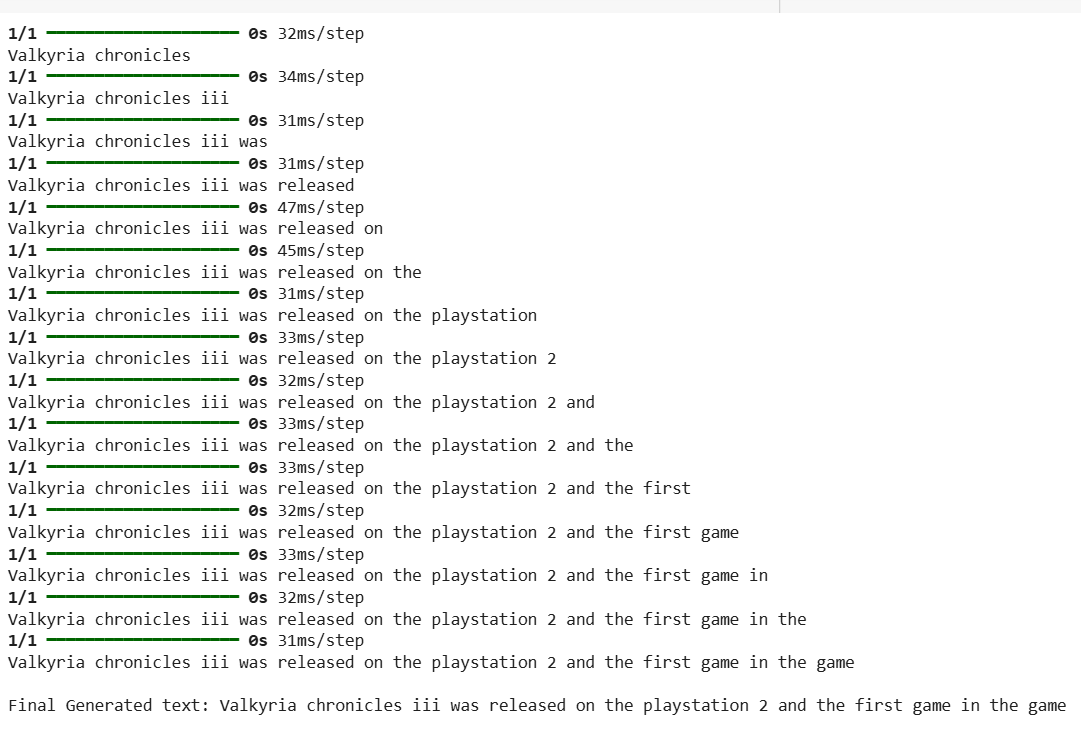 1/1 ━━━━━━━━━━━━━━━━━━━━ 0s 32ms/step
Valkyria chronicles
1/1 ━━━━━━━━━━━━━━━━━━━━ 0s 34ms/step
Valkyria chronicles iii
1/1 ━━━━━━━━━━━━━━━━━━━━ 0s 31ms/step
Valkyria chronicles iii was
1/1 ━━━━━━━━━━━━━━━━━━━━ 0s 31ms/step
Valkyria chronicles iii was released
1/1 ━━━━━━━━━━━━━━━━━━━━ 0s 47ms/step
Valkyria chronicles iii was released on
1/1 ━━━━━━━━━━━━━━━━━━━━ 0s 45ms/step
Valkyria chronicles iii was released on the
1/1 ━━━━━━━━━━━━━━━━━━━━ 0s 31ms/step
Valkyria chronicles iii was released on the playstation
1/1 ━━━━━━━━━━━━━━━━━━━━ 0s 33ms/step
Valkyria chronicles iii was released on the playstation 2
1/1 ━━━━━━━━━━━━━━━━━━━━ 0s 32ms/step
Valkyria chronicles iii was released on the playstation 2 and
1/1 ━━━━━━━━━━━━━━━━━━━━ 0s 33ms/step
Valkyria chronicles iii was released on the playstation 2 and the
1/1 ━━━━━━━━━━━━━━━━━━━━ 0s 33ms/step
Valkyria chronicles iii was released on the playstation 2 and the first
1/1 ━━━━━━━━━━━━━━━━━━━━ 0s 32ms/step
Valkyria chronicles iii was released on the playstation 2 and the first game
1/1 ━━━━━━━━━━━━━━━━━━━━ 0s 33ms/step
Valkyria chronicles iii was released on the playstation 2 and the first game in
1/1 ━━━━━━━━━━━━━━━━━━━━ 0s 32ms/step
Valkyria chronicles iii was released on the playstation 2 and the first game in the
1/1 ━━━━━━━━━━━━━━━━━━━━ 0s 31ms/step
Valkyria chronicles iii was released on the playstation 2 and the first game in the game
Final Generated text: Valkyria chronicles iii was released on the playstation 2 and the first game in the game